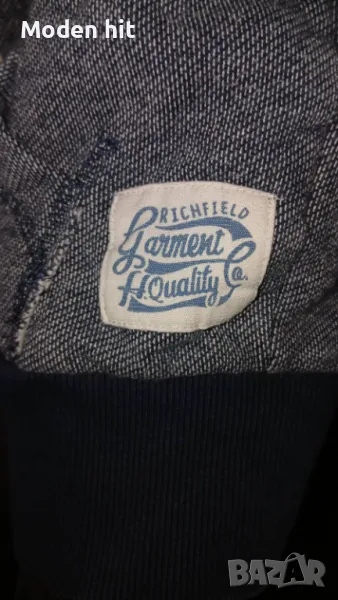 Moden hit
RICHFIELD
Garment
H.Quality Co.
BAZAR